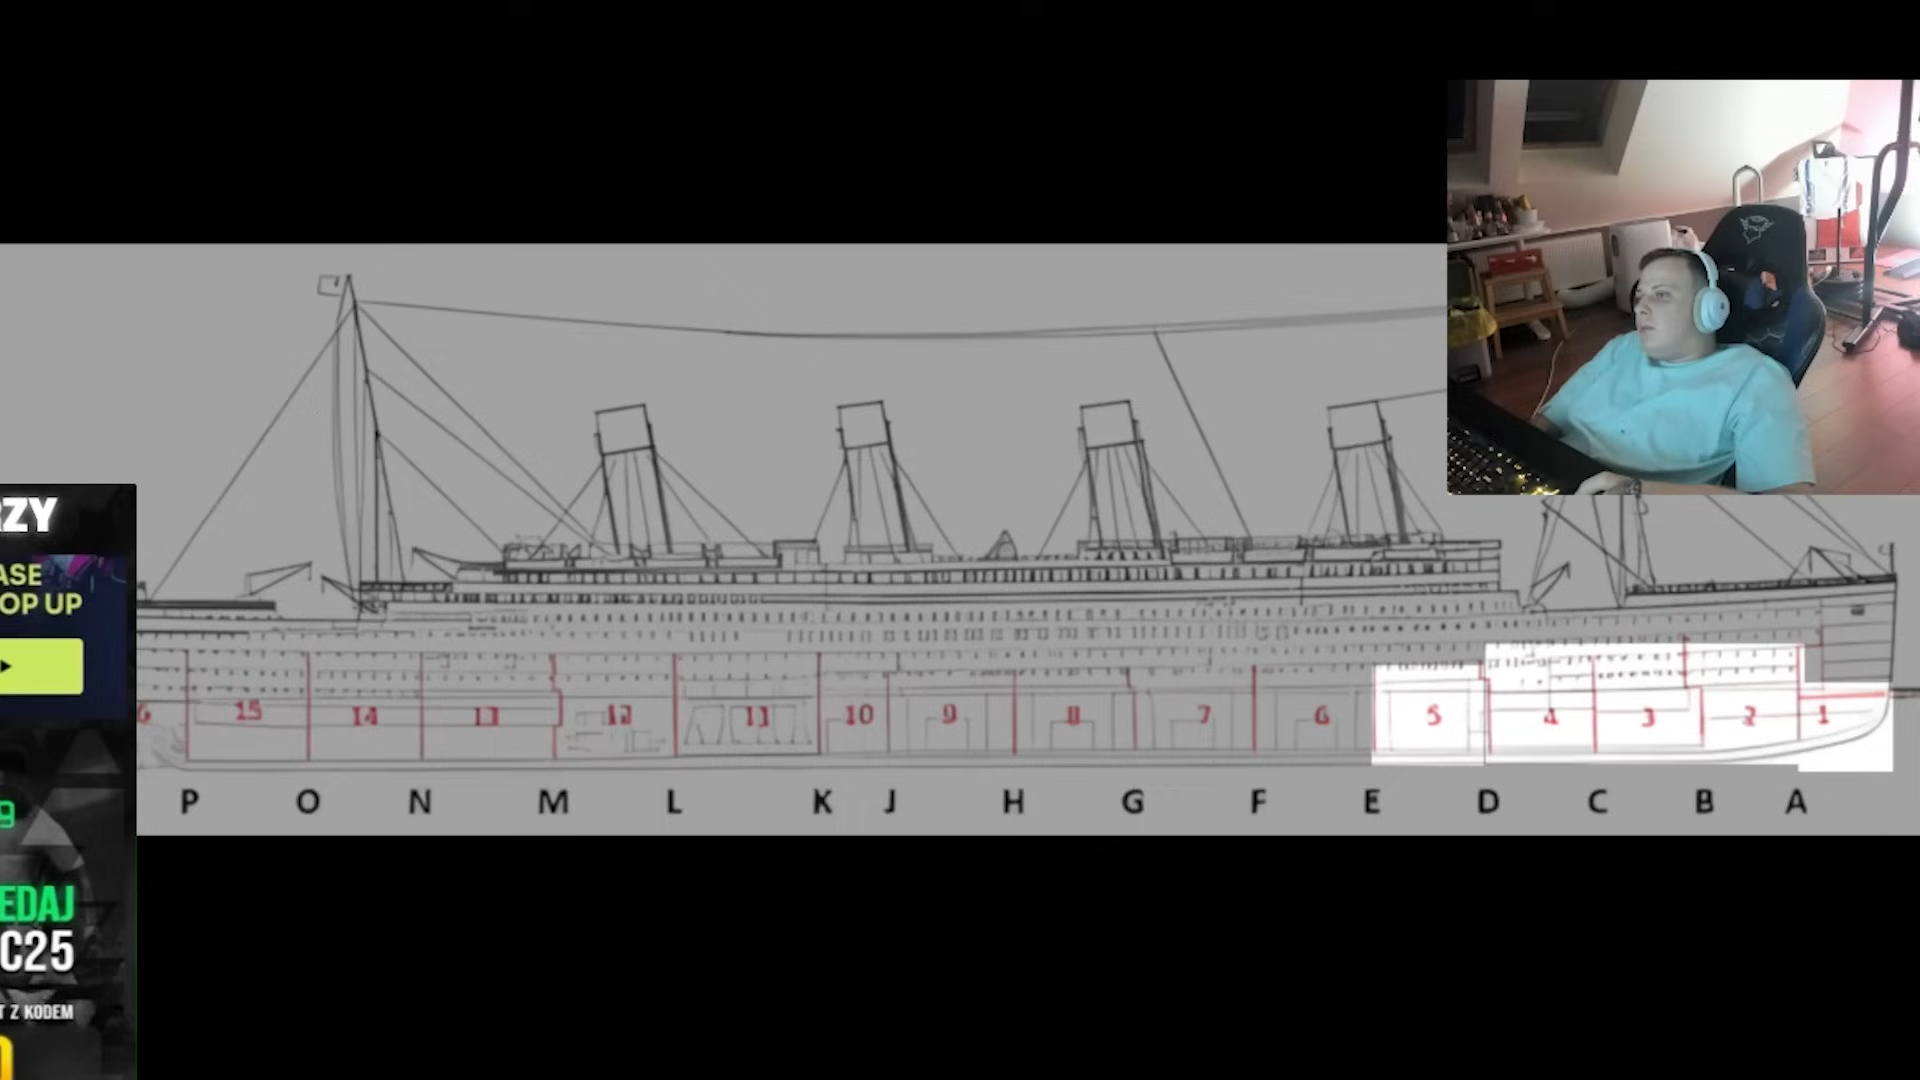 RZY
ASE
OP UP
9
EDAJ
C25
T Z KODEM
6 15 14 13 12 11 10 9 8 7 6 5 4 3 2 1
P O N M L K J H G F E D C B A